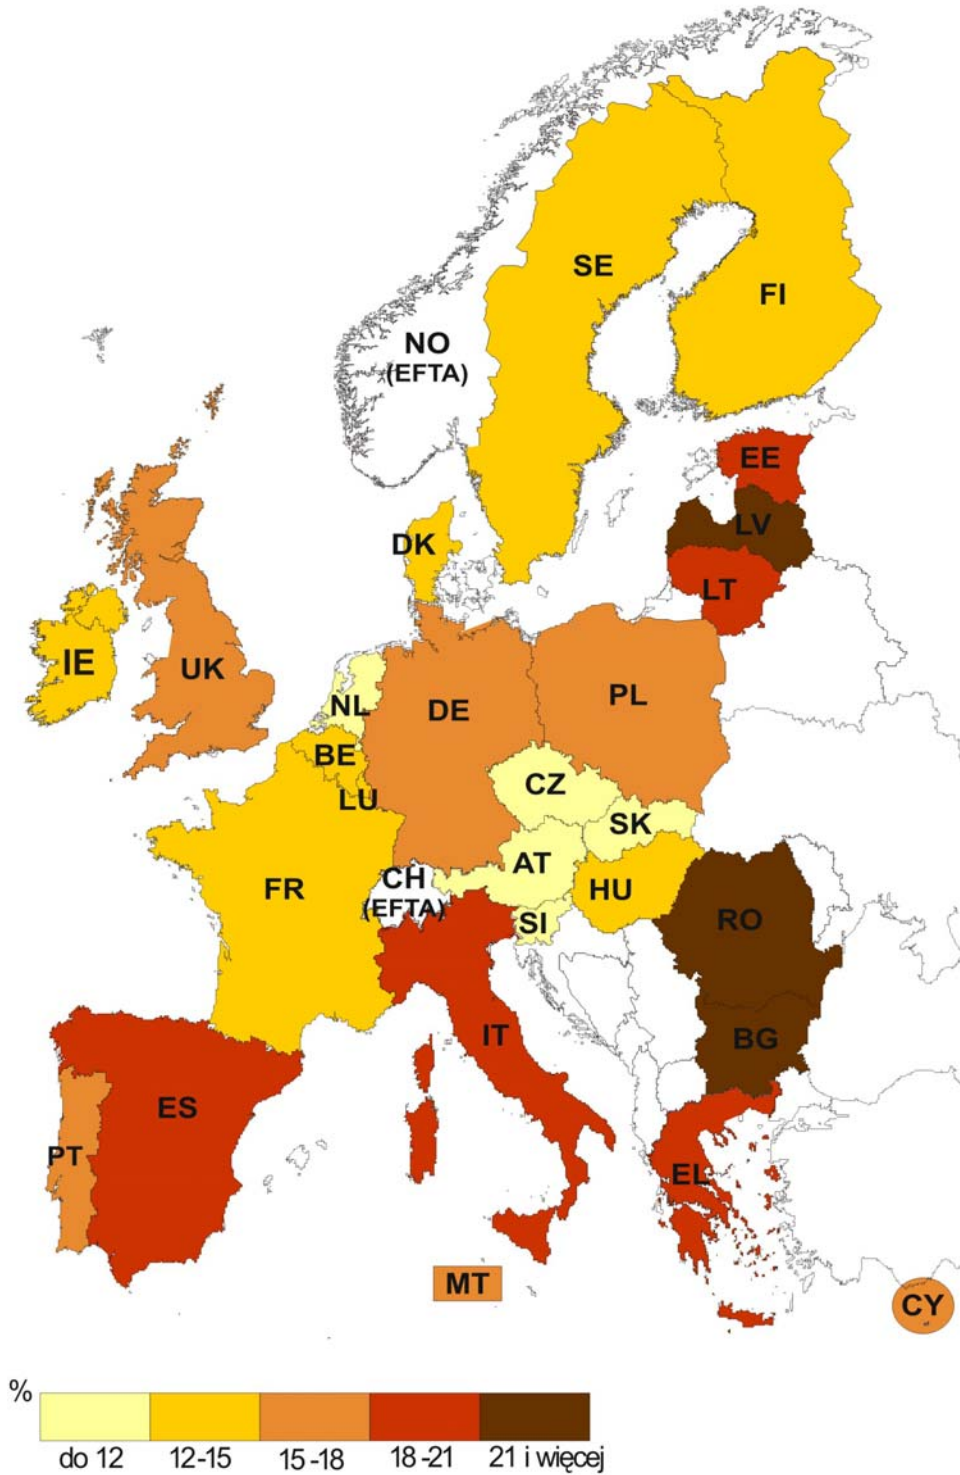 SE
FI
NO
(EFTA)
EE
LV
DK
LT
IE
UK
NL
DE
PL
BE
CZ
LU
SK
AT
FR
CH
(EFTA)
HU
SI
RO
IT
BG
ES
PT
EL
MT
CY
%
do 12 12-15 15-18 18-21 21 i więcej